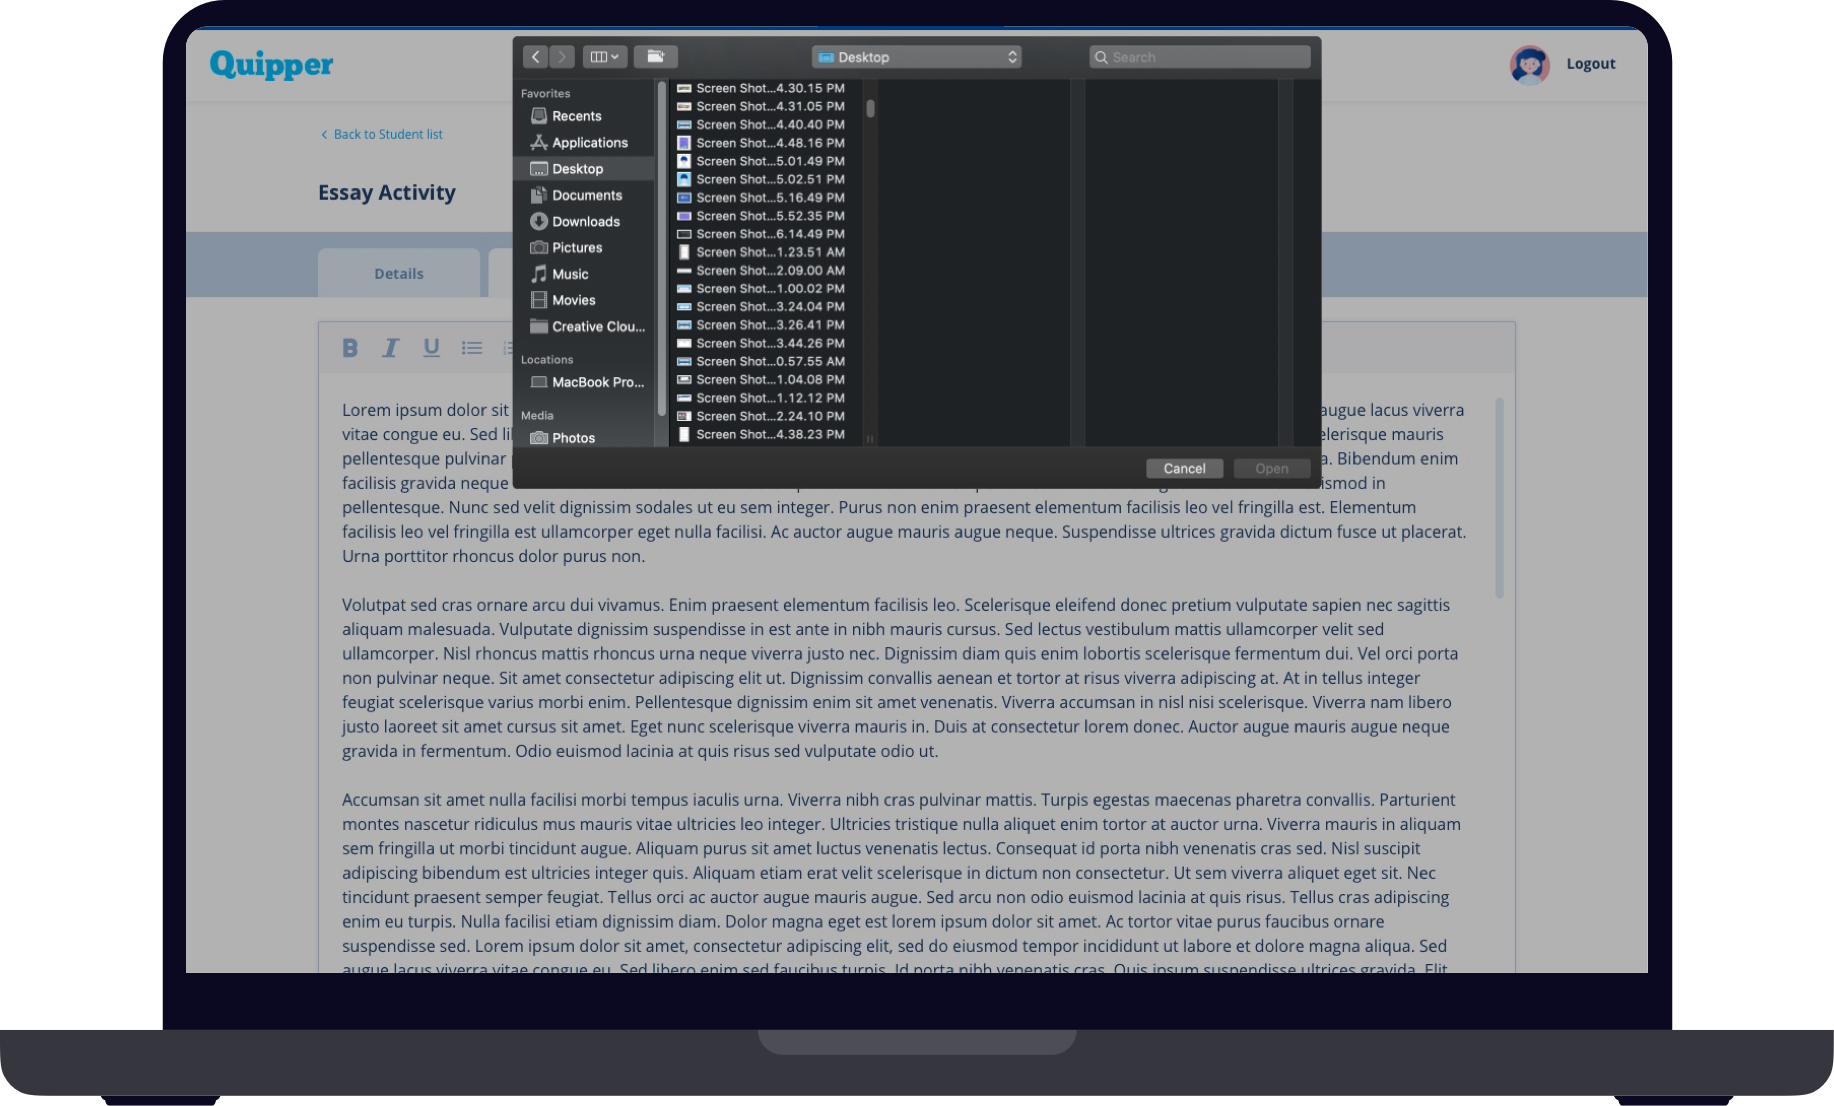 Quipper
Logout
Back to Student list
Essay Activity
Details
Desktop
Search
Favorites
Recents
Applications
Desktop
Documents
Downloads
Pictures
Music
Movies
Creative Clou...
Locations
MacBook Pro...
Media
Photos
Screen Shot...4.30.15 PM
Screen Shot...4.31.05 PM
Screen Shot...4.40.40 PM
Screen Shot...4.48.16 PM
Screen Shot...5.01.49 PM
Screen Shot...5.02.51 PM
Screen Shot...5.16.49 PM
Screen Shot...5.52.35 PM
Screen Shot...6.14.49 PM
Screen Shot...1.23.51 AM
Screen Shot...2.09.00 AM
Screen Shot...1.00.02 PM
Screen Shot...3.24.04 PM
Screen Shot...3.26.41 PM
Screen Shot...3.44.26 PM
Screen Shot...0.57.55 AM
Screen Shot...1.04.08 PM
Screen Shot...1.12.12 PM
Screen Shot...2.24.10 PM
Screen Shot...4.38.23 PM
Cancel
Open
B I U
Lorem ipsum dolor sit augue lacus viverra
vitae congue eu. Sed li elerisque mauris
pellentesque pulvinar a. Bibendum enim
facilisis gravida neque ismod in
pellentesque. Nunc sed velit dignissim sodales ut eu sem integer. Purus non enim praesent elementum facilisis leo vel fringilla est. Elementum
facilisis leo vel fringilla est ullamcorper eget nulla facilisi. Ac auctor augue mauris augue neque. Suspendisse ultrices gravida dictum fusce ut placerat.
Urna porttitor rhoncus dolor purus non.
Volutpat sed cras ornare arcu dui vivamus. Enim praesent elementum facilisis leo. Scelerisque eleifend donec pretium vulputate sapien nec sagittis
aliquam malesuada. Vulputate dignissim suspendisse in est ante in nibh mauris cursus. Sed lectus vestibulum mattis ullamcorper velit sed
ullamcorper. Nisl rhoncus mattis rhoncus urna neque viverra justo nec. Dignissim diam quis enim lobortis scelerisque fermentum dui. Vel orci porta
non pulvinar neque. Sit amet consectetur adipiscing elit ut. Dignissim convallis aenean et tortor at risus viverra adipiscing at. At in tellus integer
feugiat scelerisque varius morbi enim. Pellentesque dignissim enim sit amet venenatis. Viverra accumsan in nisl nisi scelerisque. Viverra nam libero
justo laoreet sit amet cursus sit amet. Eget nunc scelerisque viverra mauris in. Duis at consectetur lorem donec. Auctor augue mauris augue neque
gravida in fermentum. Odio euismod lacinia at quis risus sed vulputate odio ut.
Accumsan sit amet nulla facilisi morbi tempus iaculis urna. Viverra nibh cras pulvinar mattis. Turpis egestas maecenas pharetra convallis. Parturient
montes nascetur ridiculus mus mauris vitae ultricies leo integer. Ultricies tristique nulla aliquet enim tortor at auctor urna. Viverra mauris in aliquam
sem fringilla ut morbi tincidunt augue. Aliquam purus sit amet luctus venenatis lectus. Consequat id porta nibh venenatis cras sed. Nisl suscipit
adipiscing bibendum est ultricies integer quis. Aliquam etiam erat velit scelerisque in dictum non consectetur. Ut sem viverra aliquet eget sit. Nec
tincidunt praesent semper feugiat. Tellus orci ac auctor augue mauris augue. Sed arcu non odio euismod lacinia at quis risus. Tellus cras adipiscing
enim eu turpis. Nulla facilisi etiam dignissim diam. Dolor magna eget est lorem ipsum dolor sit amet. Ac tortor vitae purus faucibus ornare
suspendisse sed. Lorem ipsum dolor sit amet, consectetur adipiscing elit, sed do eiusmod tempor incididunt ut labore et dolore magna aliqua. Sed
augue lacus viverra vitae congue eu. Sed libero enim sed faucibus turpis. Id porta nibh venenatis cras. Quis ipsum suspendisse ultrices gravida. Elit